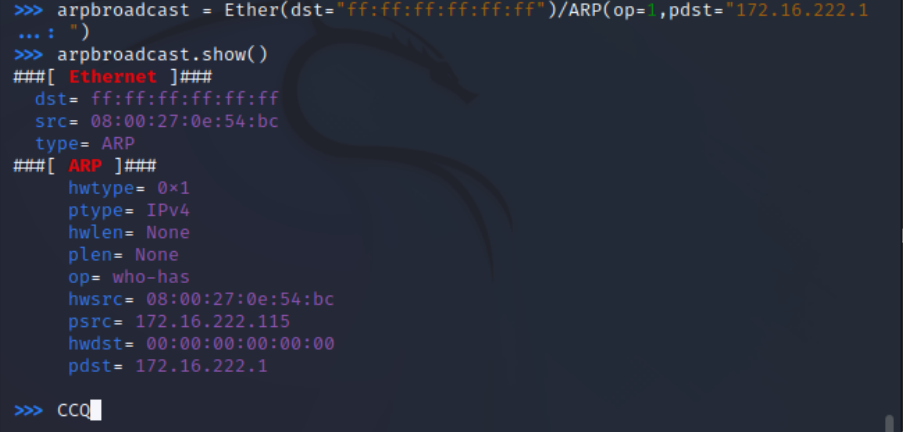 >>> arpbroadcast = Ether(dst="ff:ff:ff:ff:ff:ff")/ARP(op=1,pdst="172.16.222.1
...: ")
>>> arpbroadcast.show()
###[ Ethernet ]###
  dst= ff:ff:ff:ff:ff:ff
  src= 08:00:27:0e:54:bc
  type= ARP
###[ ARP ]###
     hwtype= 0×1
     ptype= IPv4
     hwlen= None
     plen= None
     op= who-has
     hwsrc= 08:00:27:0e:54:bc
     psrc= 172.16.222.115
     hwdst= 00:00:00:00:00:00
     pdst= 172.16.222.1
>>> CCQ